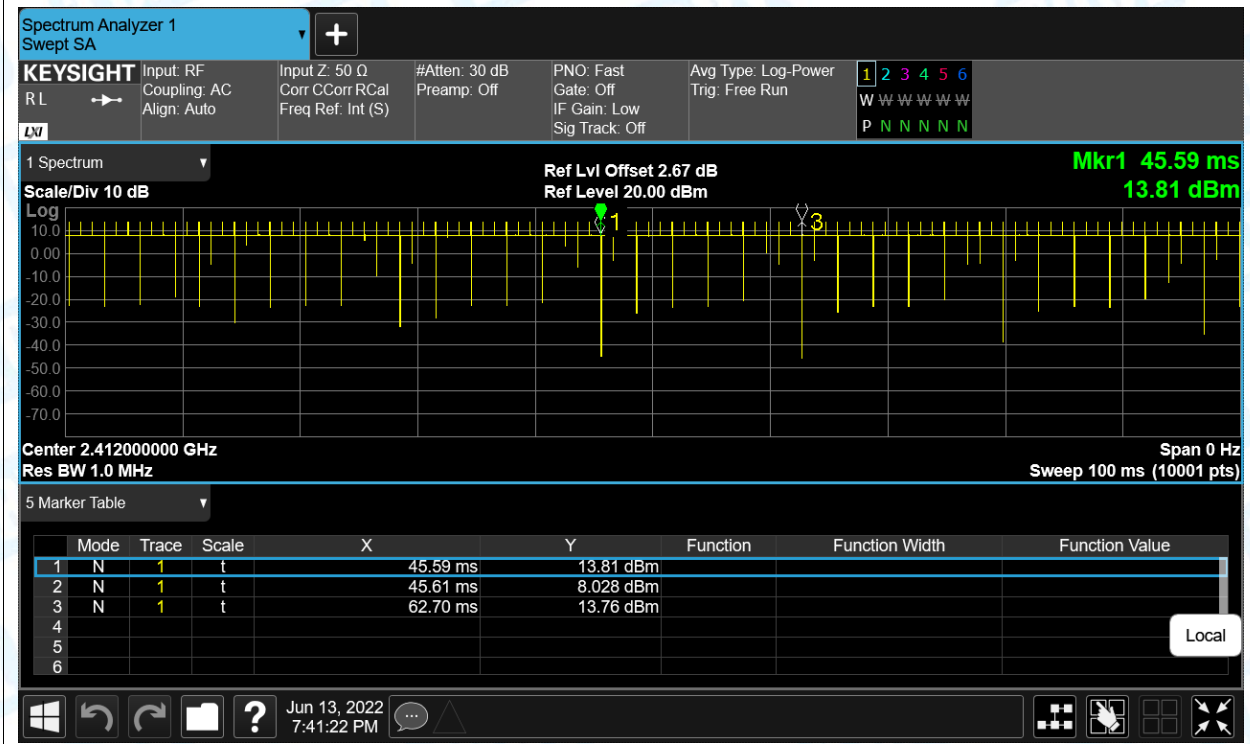 Spectrum Analyzer 1
Swept SA
+
KEYSIGHT Input: RF Input Z: 50 Ω #Atten: 30 dB PNO: Fast Avg Type: Log-Power 1 2 3 4 5 6
R L Coupling: AC Corr CCorr RCal Preamp: Off Gate: Off Trig: Free Run W W W W W W
Align: Auto Freq Ref: Int (S) IF Gain: Low
LXI Sig Track: Off P N N N N N
1 Spectrum Ref Lvl Offset 2.67 dB Mkr1 45.59 ms
Scale/Div 10 dB Ref Level 20.00 dBm 13.81 dBm
Log
1 3
10.0
0.00
-10.0
-20.0
-30.0
-40.0
-50.0
-60.0
-70.0
Center 2.412000000 GHz Span 0 Hz
Res BW 1.0 MHz Sweep 100 ms (10001 pts)
5 Marker Table
Mode Trace Scale X Y Function Function Width Function Value
1 N 1 t 45.59 ms 13.81 dBm
2 N 1 t 45.61 ms 8.028 dBm
3 N 1 t 62.70 ms 13.76 dBm
4
5
6
Local
? Jun 13, 2022
7:41:22 PM